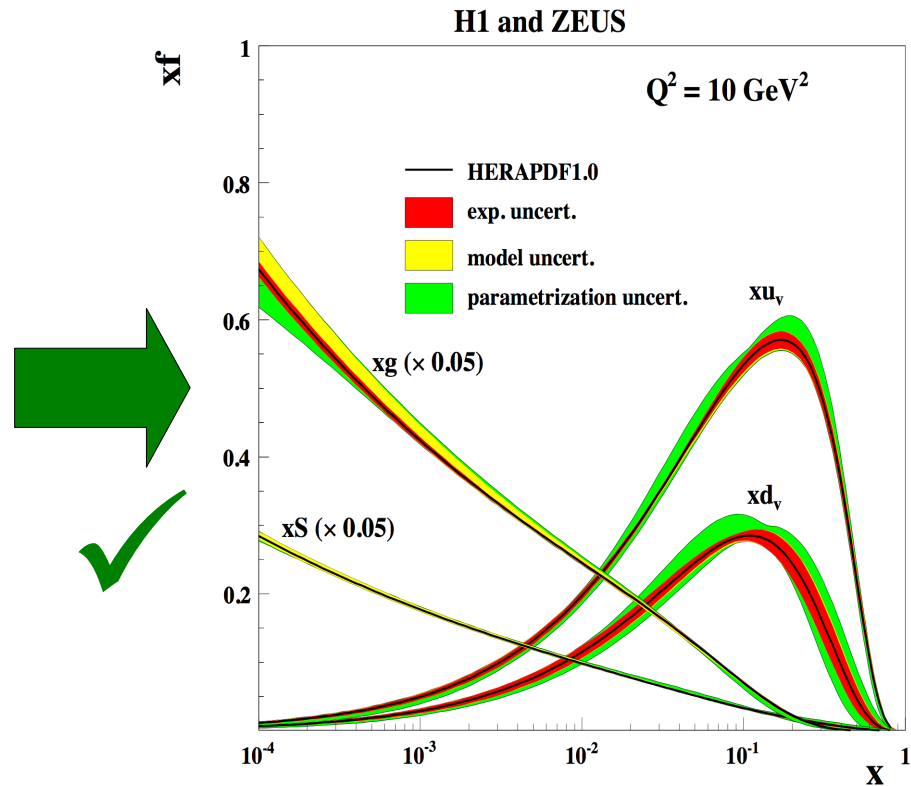 H1 and ZEUS
xf
1
Q² = 10 GeV²
HERAPDF1.0
0.8
exp. uncert.
model uncert.
parametrization uncert.
xuᵥ
0.6
xg (× 0.05)
0.4
xdᵥ
xS (× 0.05)
0.2
10⁻⁴ 10⁻³ 10⁻² 10⁻¹ 1
x